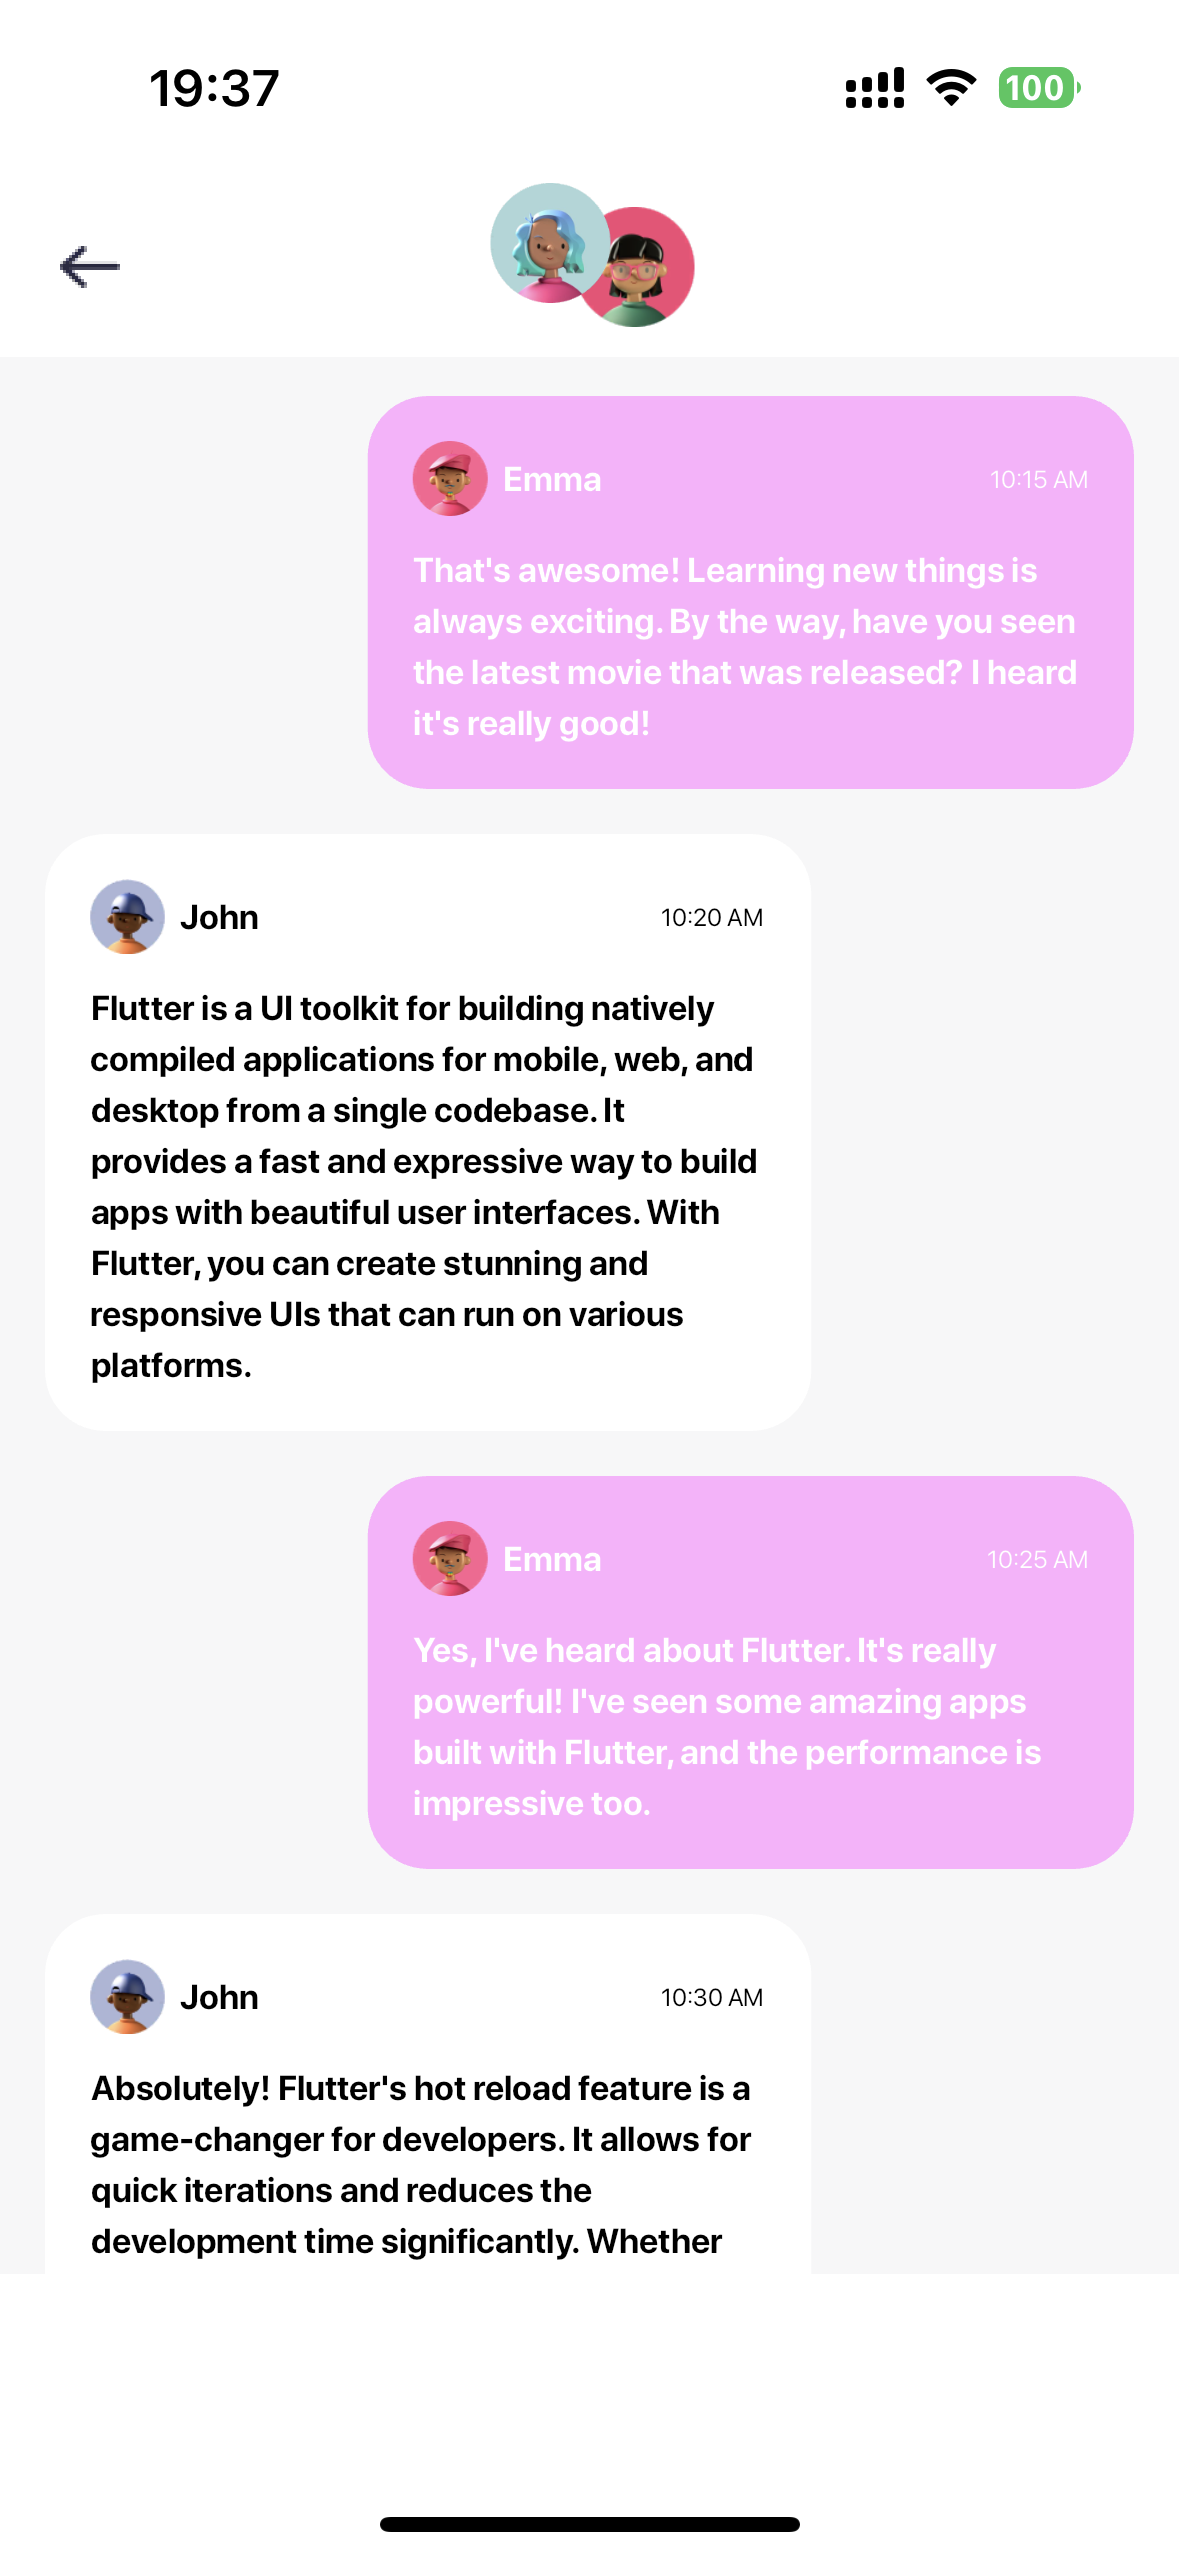 19:37
100
Emma 10:15 AM
That's awesome! Learning new things is
always exciting. By the way, have you seen
the latest movie that was released? I heard
it's really good!
John 10:20 AM
Flutter is a UI toolkit for building natively
compiled applications for mobile, web, and
desktop from a single codebase. It
provides a fast and expressive way to build
apps with beautiful user interfaces. With
Flutter, you can create stunning and
responsive UIs that can run on various
platforms.
Emma 10:25 AM
Yes, I've heard about Flutter. It's really
powerful! I've seen some amazing apps
built with Flutter, and the performance is
impressive too.
John 10:30 AM
Absolutely! Flutter's hot reload feature is a
game-changer for developers. It allows for
quick iterations and reduces the
development time significantly. Whether